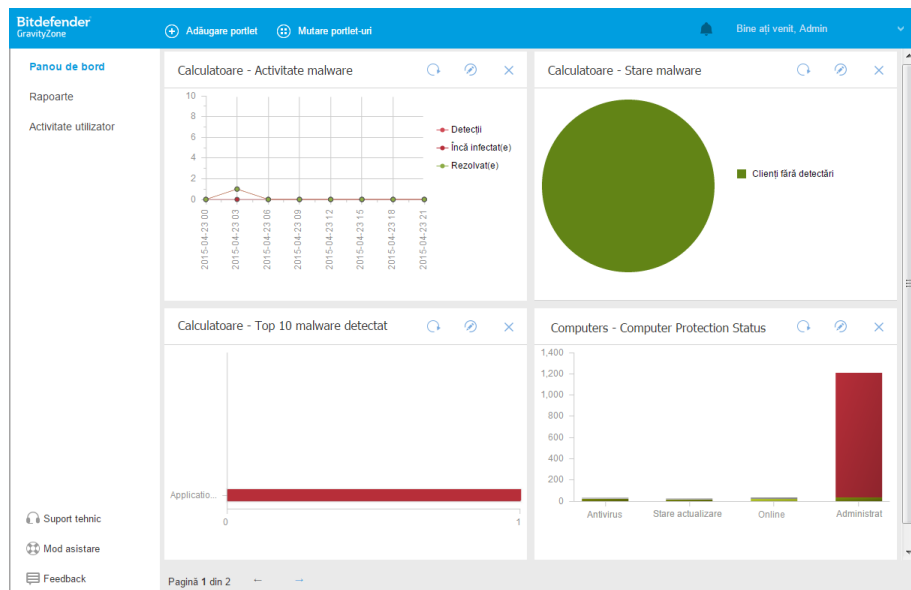 Bitdefender
GravityZone
Adăugare portlet
Mutare portlet-uri
Bine ați venit, Admin
Panou de bord
Rapoarte
Activitate utilizator
Calculatoare - Activitate malware
10
8
6
4
2
0
2015-04-23 00
2015-04-23 03
2015-04-23 06
2015-04-23 09
2015-04-23 12
2015-04-23 15
2015-04-23 18
2015-04-23 21
Detecții
Încă infectat(e)
Rezolvat(e)
Calculatoare - Stare malware
Clienți fără detectări
Calculatoare - Top 10 malware detectat
Applicatio...
0
1
Computers - Computer Protection Status
1,400
1,200
1,000
800
600
400
200
0
Antivirus
Stare actualizare
Online
Administrat
Suport tehnic
Mod asistare
Feedback
Pagină 1 din 2